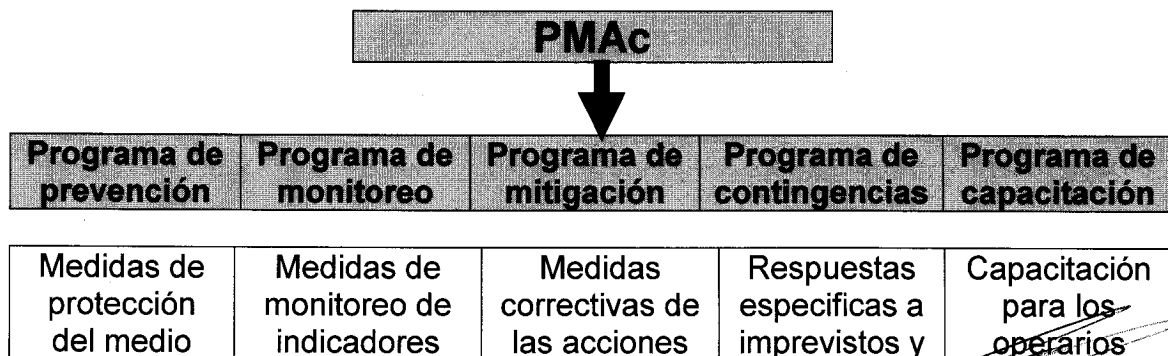 PMAc
Programa de prevención
Programa de monitoreo
Programa de mitigación
Programa de contingencias
Programa de capacitación
Medidas de
protección
del medio
Medidas de
monitoreo de
indicadores
Medidas
correctivas de
las acciones
Respuestas
especificas a
imprevistos y
Capacitación
para los
operários